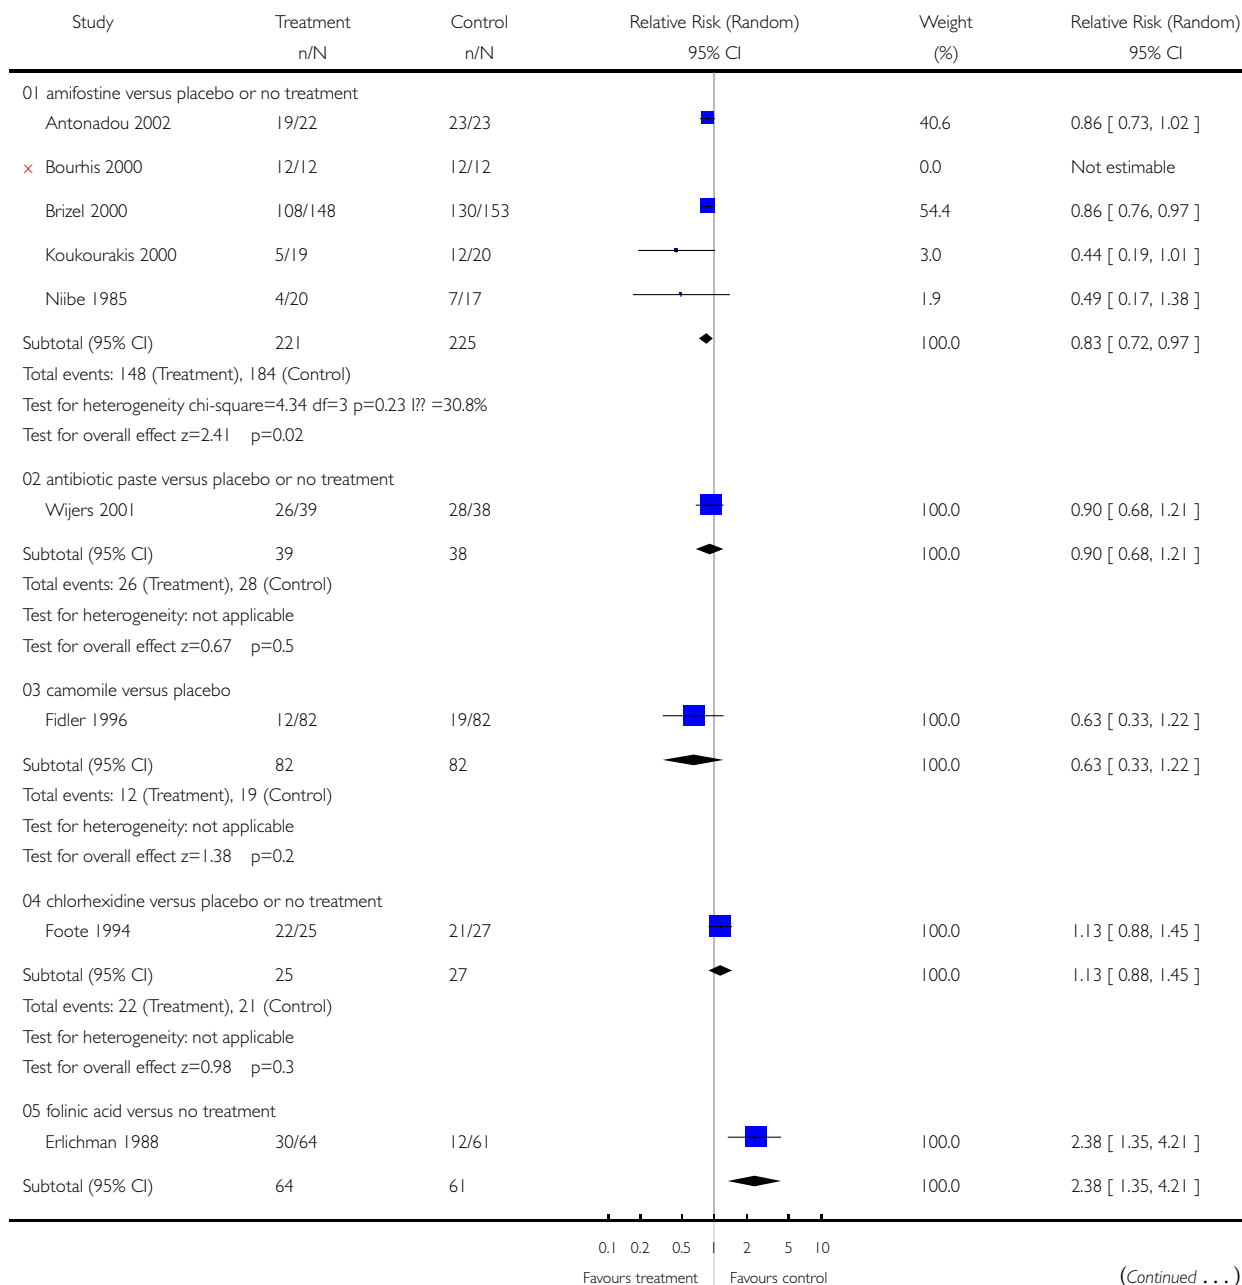 Study Treatment Control Relative Risk (Random) Weight Relative Risk (Random)
n/N n/N 95% CI (%) 95% CI
01 amifostine versus placebo or no treatment
Antonadou 2002 19/22 23/23 40.6 0.86 [ 0.73, 1.02 ]
× Bourhis 2000 12/12 12/12 0.0 Not estimable
Brizel 2000 108/148 130/153 54.4 0.86 [ 0.76, 0.97 ]
Koukourakis 2000 5/19 12/20 3.0 0.44 [ 0.19, 1.01 ]
Niibe 1985 4/20 7/17 1.9 0.49 [ 0.17, 1.38 ]
Subtotal (95% CI) 221 225 100.0 0.83 [ 0.72, 0.97 ]
Total events: 148 (Treatment), 184 (Control)
Test for heterogeneity chi-square=4.34 df=3 p=0.23 I?? =30.8%
Test for overall effect z=2.41 p=0.02
02 antibiotic paste versus placebo or no treatment
Wijers 2001 26/39 28/38 100.0 0.90 [ 0.68, 1.21 ]
Subtotal (95% CI) 39 38 100.0 0.90 [ 0.68, 1.21 ]
Total events: 26 (Treatment), 28 (Control)
Test for heterogeneity: not applicable
Test for overall effect z=0.67 p=0.5
03 camomile versus placebo
Fidler 1996 12/82 19/82 100.0 0.63 [ 0.33, 1.22 ]
Subtotal (95% CI) 82 82 100.0 0.63 [ 0.33, 1.22 ]
Total events: 12 (Treatment), 19 (Control)
Test for heterogeneity: not applicable
Test for overall effect z=1.38 p=0.2
04 chlorhexidine versus placebo or no treatment
Foote 1994 22/25 21/27 100.0 1.13 [ 0.88, 1.45 ]
Subtotal (95% CI) 25 27 100.0 1.13 [ 0.88, 1.45 ]
Total events: 22 (Treatment), 21 (Control)
Test for heterogeneity: not applicable
Test for overall effect z=0.98 p=0.3
05 folinic acid versus no treatment
Erlichman 1988 30/64 12/61 100.0 2.38 [ 1.35, 4.21 ]
Subtotal (95% CI) 64 61 100.0 2.38 [ 1.35, 4.21 ]
0.1 0.2 0.5 1 2 5 10
Favours treatment Favours control (Continued . . . )